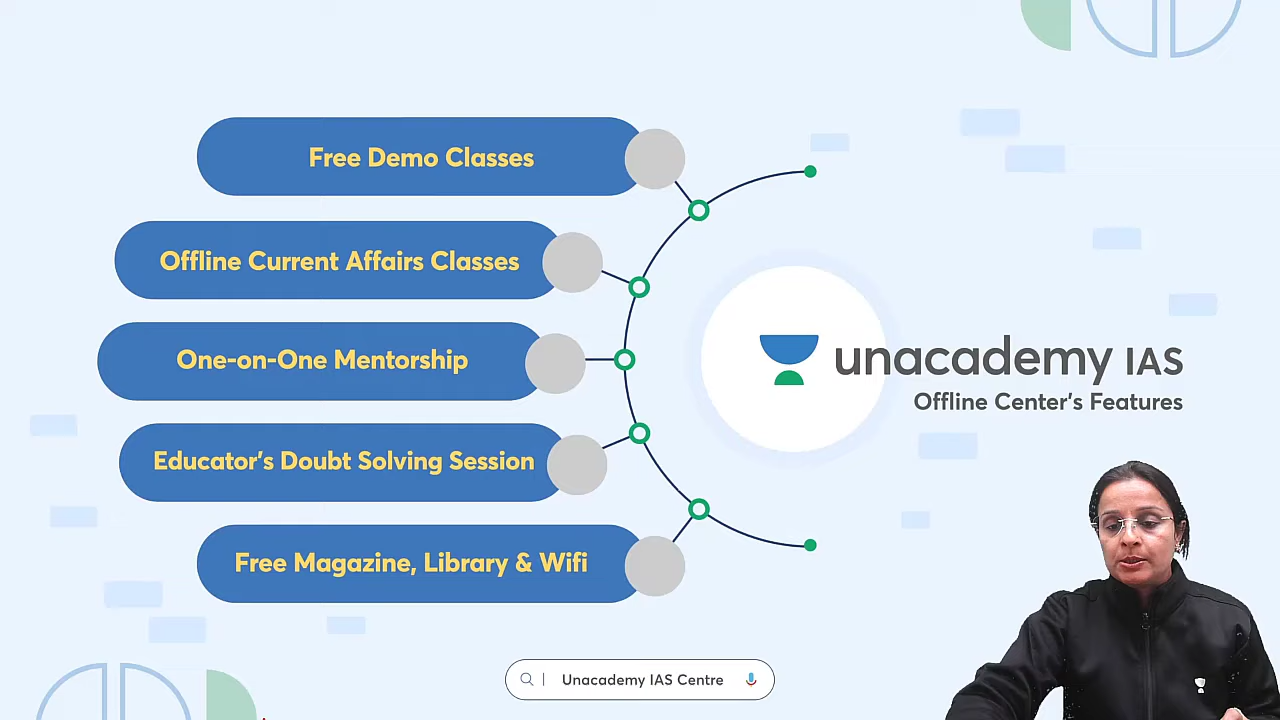 Free Demo Classes
Offline Current Affairs Classes
One-on-One Mentorship
Educator's Doubt Solving Session
Free Magazine, Library & Wifi
unacademy IAS
Offline Center's Features
Unacademy IAS Centre